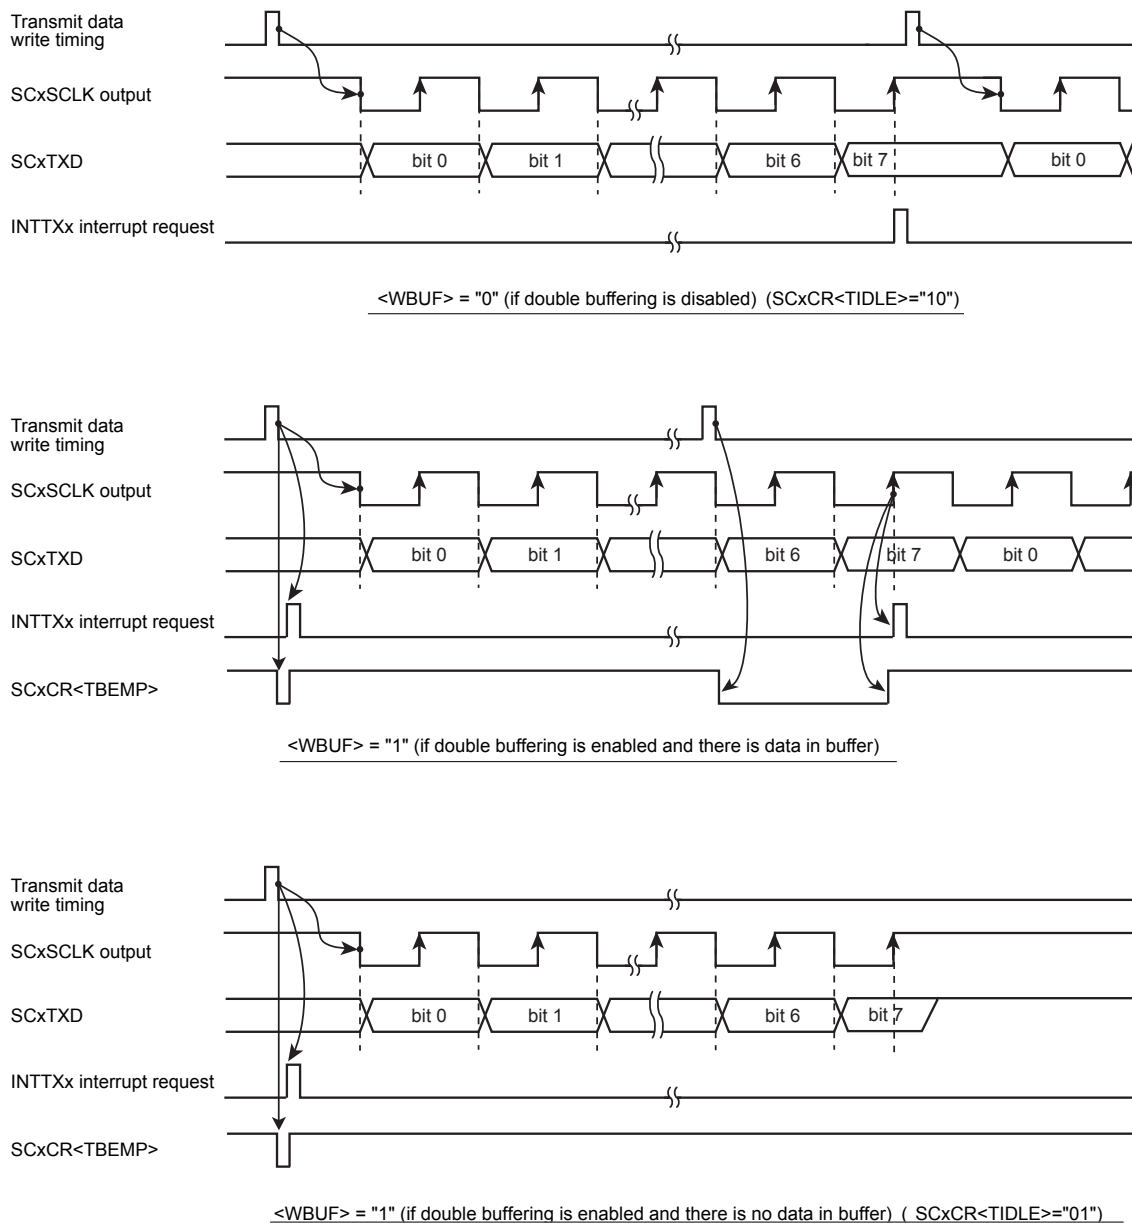 Transmit data
write timing
SCxSCLK output
SCxTXD
bit 0
bit 1
bit 6
bit 7
bit 0
INTTXx interrupt request
<WBUF> = "0" (if double buffering is disabled) (SCxCR<TIDLE>="10")
Transmit data
write timing
SCxSCLK output
SCxTXD
bit 0
bit 1
bit 6
bit 7
bit 0
INTTXx interrupt request
SCxCR<TBEMP>
<WBUF> = "1" (if double buffering is enabled and there is data in buffer)
Transmit data
write timing
SCxSCLK output
SCxTXD
bit 0
bit 1
bit 6
bit 7
INTTXx interrupt request
SCxCR<TBEMP>
<WBUF> = "1" (if double buffering is enabled and there is no data in buffer) ( SCxCR<TIDLE>="01")